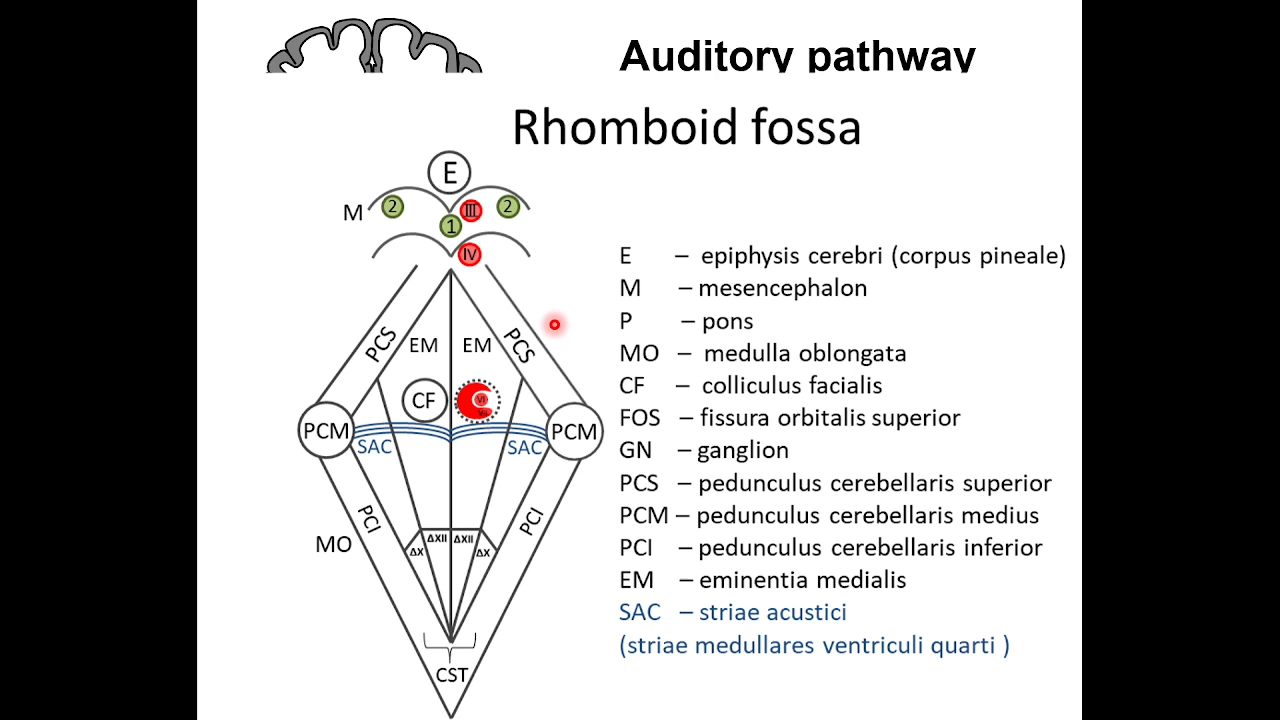 Auditory pathway
Rhomboid fossa
E
M
2
III
2
1
IV
PCS
EM
EM
PCS
CF
VI
VII
PCM
PCM
SAC
SAC
PCI
PCI
MO
ΔX
ΔXII
ΔXII
ΔX
CST
E – epiphysis cerebri (corpus pineale)
M – mesencephalon
P – pons
MO – medulla oblongata
CF – colliculus facialis
FOS – fissura orbitalis superior
GN – ganglion
PCS – pedunculus cerebellaris superior
PCM – pedunculus cerebellaris medius
PCI – pedunculus cerebellaris inferior
EM – eminentia medialis
SAC – striae acustici
(striae medullares ventriculi quarti )